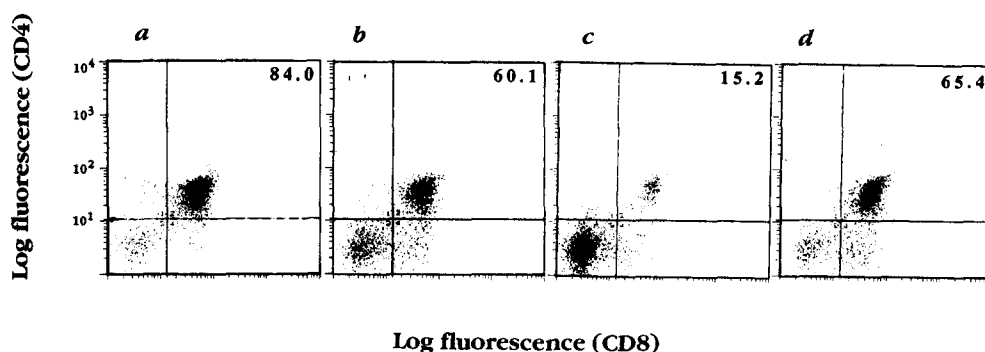 a b c d
84.0 60.1 15.2 65.4
10⁴
10³
10²
10¹
Log fluorescence (CD4)
Log fluorescence (CD8)